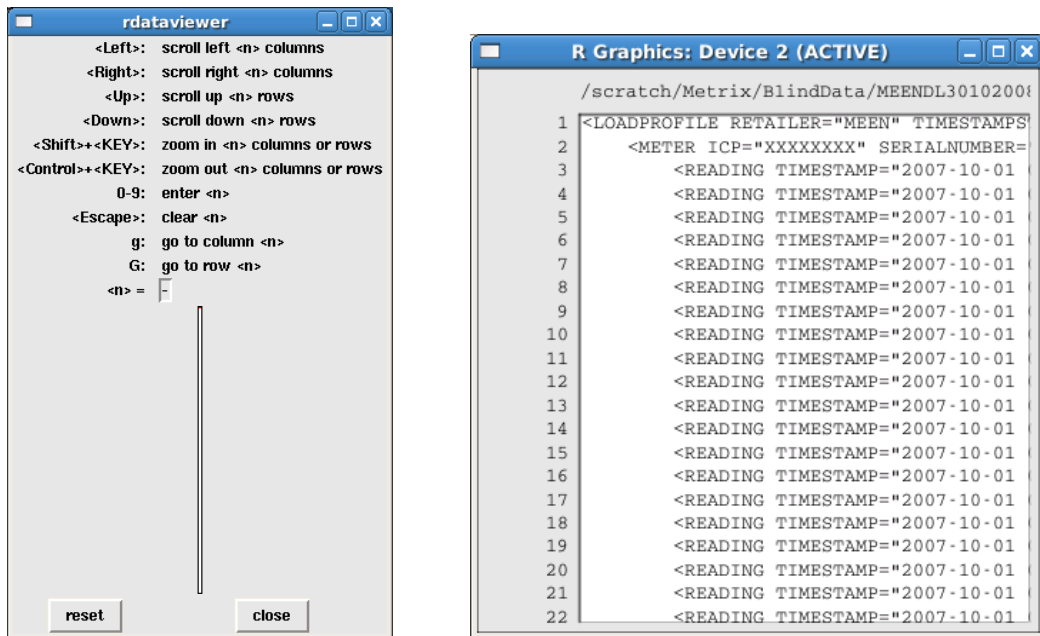 rdataviewer
<Left>: scroll left <n> columns
<Right>: scroll right <n> columns
<Up>: scroll up <n> rows
<Down>: scroll down <n> rows
<Shift>+<KEY>: zoom in <n> columns or rows
<Control>+<KEY>: zoom out <n> columns or rows
0-9: enter <n>
<Escape>: clear <n>
g: go to column <n>
G: go to row <n>
<n> = -
reset close
R Graphics: Device 2 (ACTIVE)
/scratch/Metrix/BlindData/MEENDL30102008
1 <LOADPROFILE RETAILER="MEEN" TIMESTAMPS
2 <METER ICP="XXXXXXXX" SERIALNUMBER=
3 <READING TIMESTAMP="2007-10-01
4 <READING TIMESTAMP="2007-10-01
5 <READING TIMESTAMP="2007-10-01
6 <READING TIMESTAMP="2007-10-01
7 <READING TIMESTAMP="2007-10-01
8 <READING TIMESTAMP="2007-10-01
9 <READING TIMESTAMP="2007-10-01
10 <READING TIMESTAMP="2007-10-01
11 <READING TIMESTAMP="2007-10-01
12 <READING TIMESTAMP="2007-10-01
13 <READING TIMESTAMP="2007-10-01
14 <READING TIMESTAMP="2007-10-01
15 <READING TIMESTAMP="2007-10-01
16 <READING TIMESTAMP="2007-10-01
17 <READING TIMESTAMP="2007-10-01
18 <READING TIMESTAMP="2007-10-01
19 <READING TIMESTAMP="2007-10-01
20 <READING TIMESTAMP="2007-10-01
21 <READING TIMESTAMP="2007-10-01
22 <READING TIMESTAMP="2007-10-01